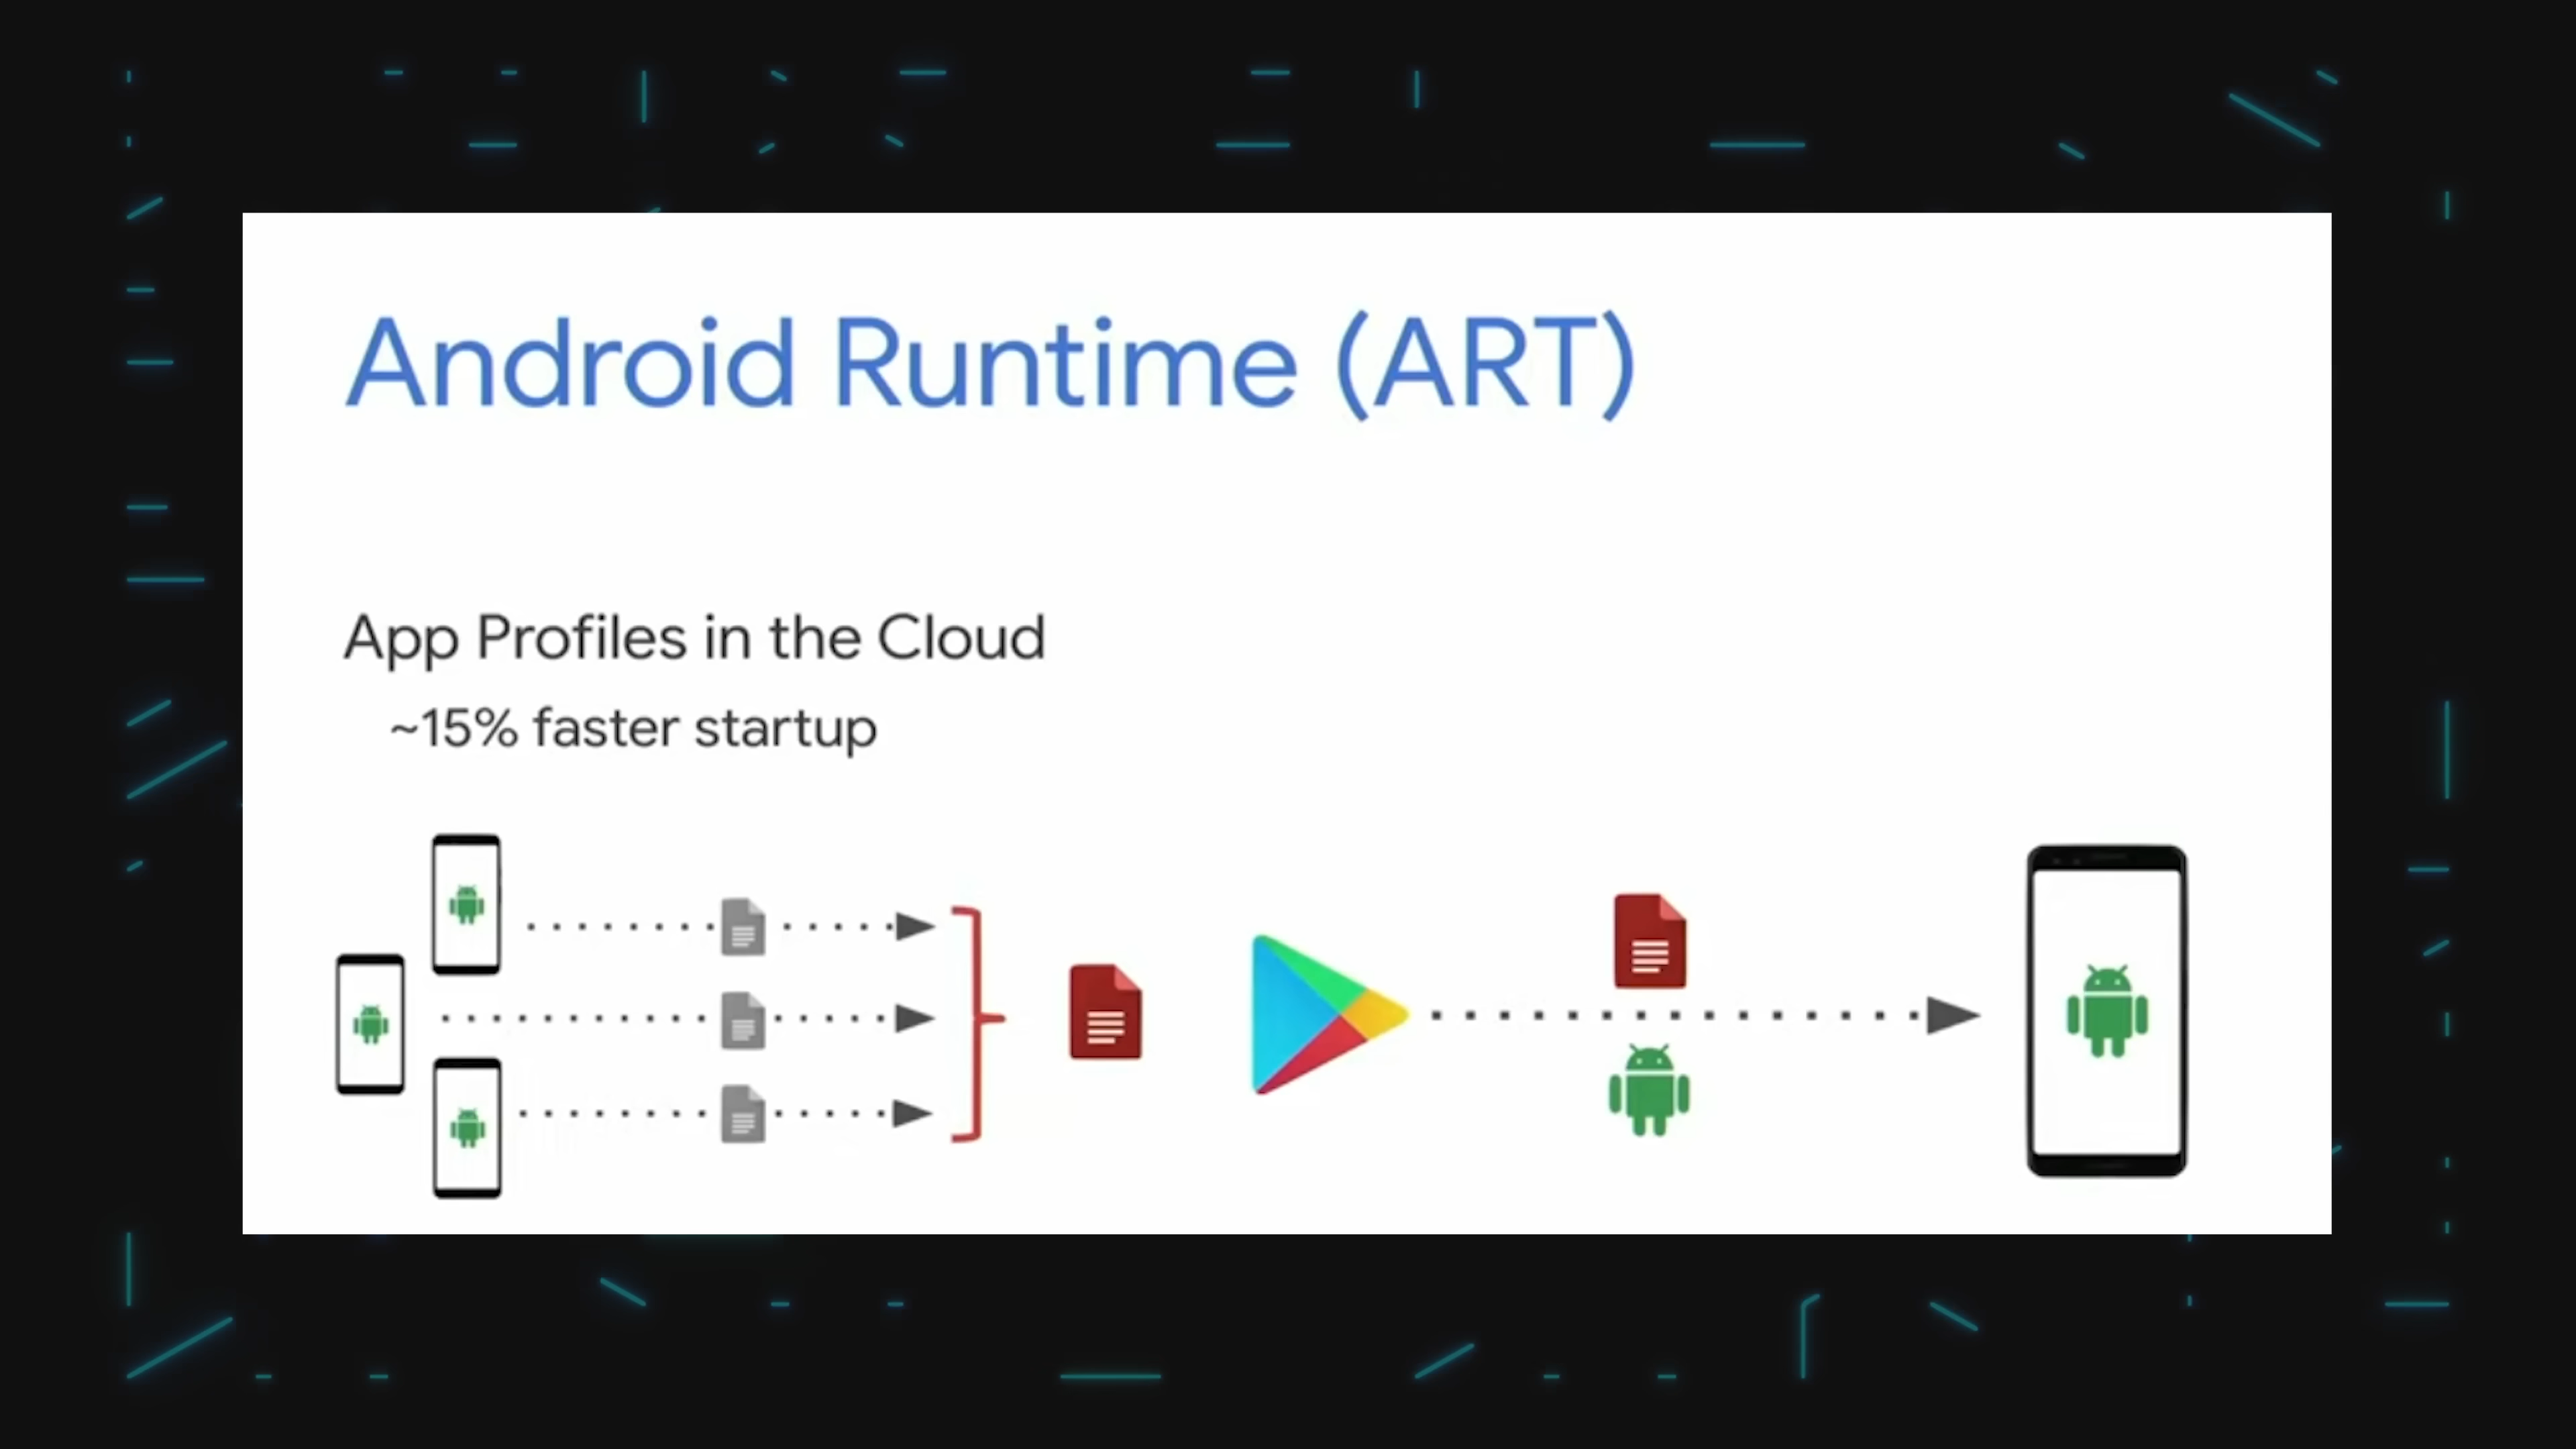 Android Runtime (ART)
App Profiles in the Cloud
~15% faster startup